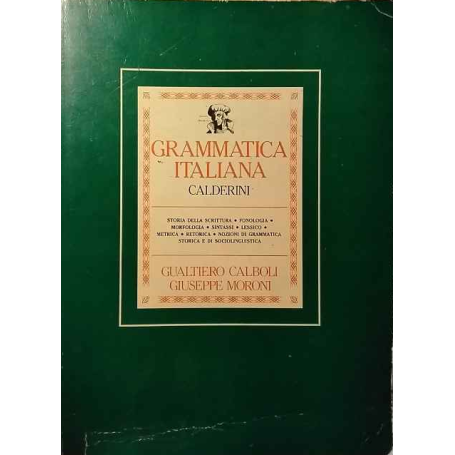 GRAMMATICA
ITALIANA
CALDERINI
STORIA DELLA SCRITTURA • FONOLOGIA •
MORFOLOGIA • SINTASSI • LESSICO •
METRICA • RETORICA • NOZIONI DI GRAMMATICA
STORICA E DI SOCIOLINGUISTICA
GUALTIERO CALBOLI
GIUSEPPE MORONI